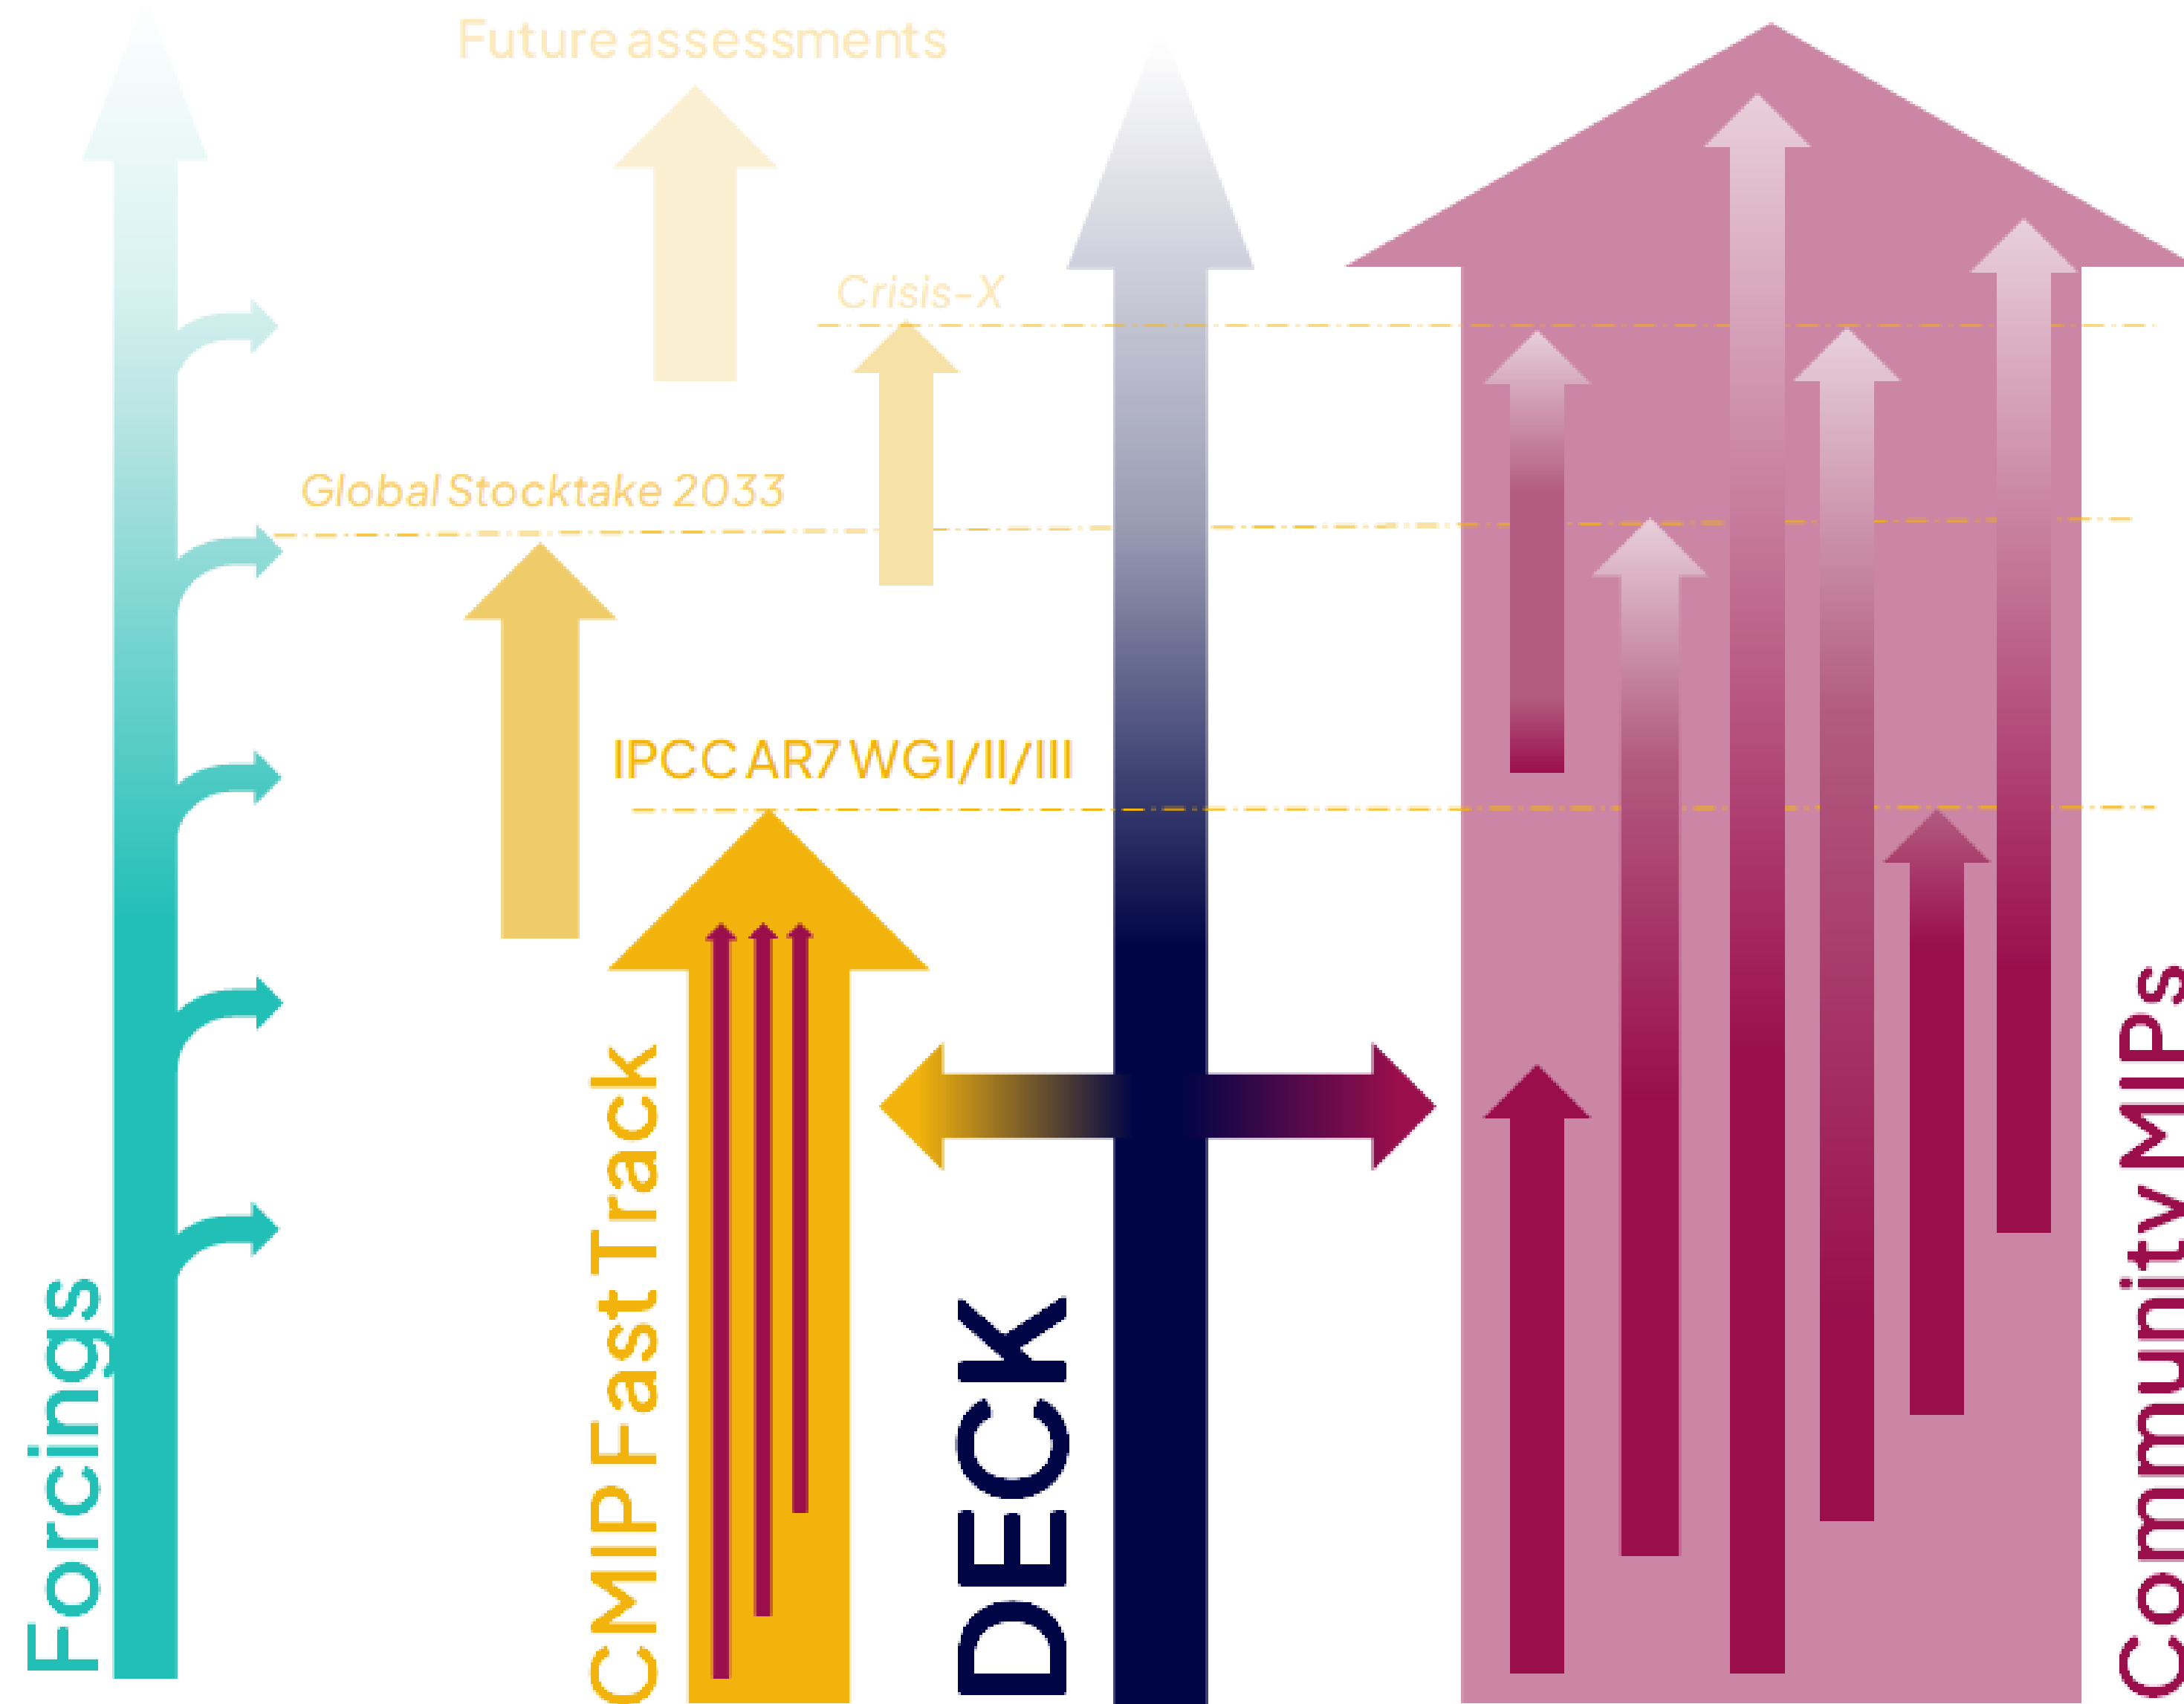 Future assessments
Crisis-X
Global Stocktake 2033
IPCC AR7 WGI/II/III
Forcings
CMIP Fast Track
DECK
Community MIPs